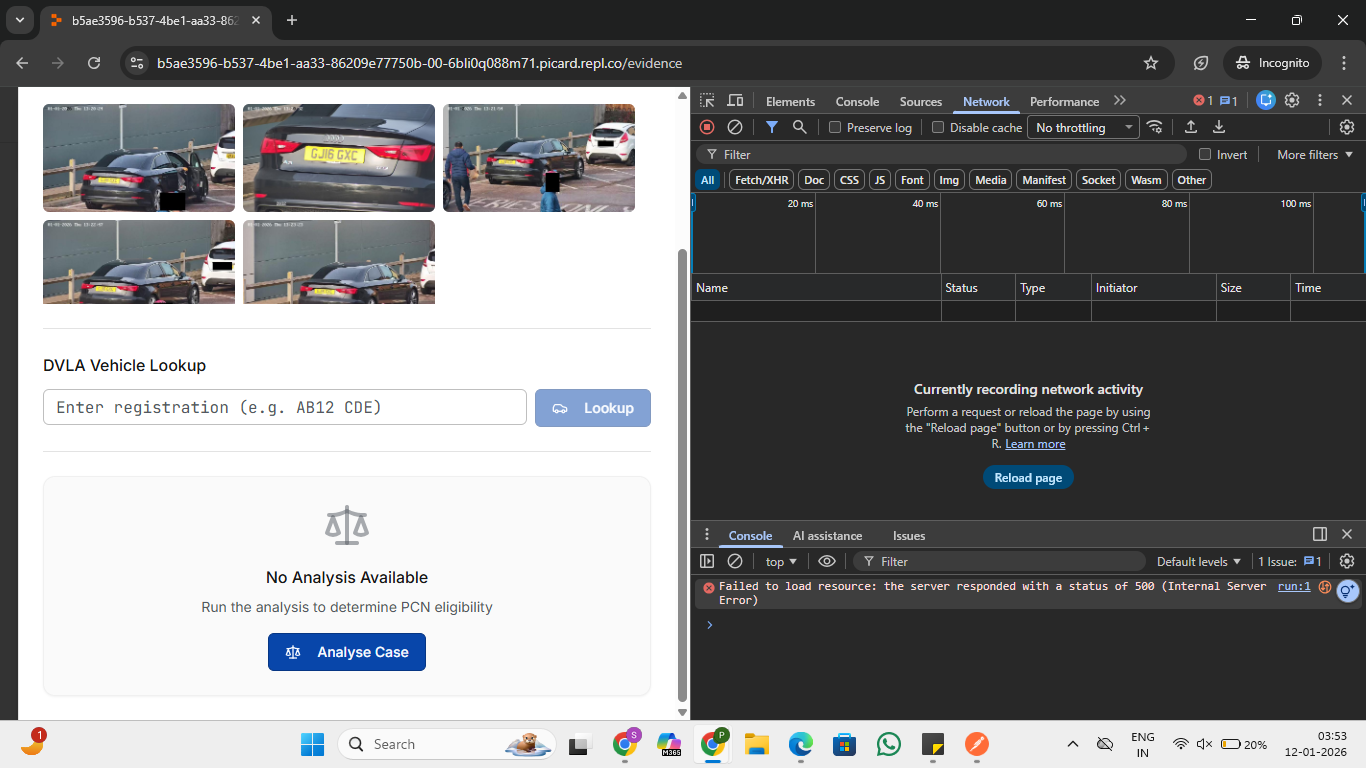 b5ae3596-b537-4be1-aa33-862
b5ae3596-b537-4be1-aa33-86209e77750b-00-6bli0q088m71.picard.repl.co/evidence
Incognito
GJ16 GXC
DVLA Vehicle Lookup
Enter registration (e.g. AB12 CDE)
Lookup
No Analysis Available
Run the analysis to determine PCN eligibility
Analyse Case
Elements Console Sources Network Performance 1 1
Preserve log Disable cache No throttling
Filter Invert More filters
All Fetch/XHR Doc CSS JS Font Img Media Manifest Socket Wasm Other
20 ms 40 ms 60 ms 80 ms 100 ms
Name Status Type Initiator Size Time
Currently recording network activity
Perform a request or reload the page by using
the "Reload page" button or by pressing Ctrl +
R. Learn more
Reload page
Console AI assistance Issues
top Filter Default levels 1 Issue: 1
Failed to load resource: the server responded with a status of 500 (Internal Server run:1
Error)
1
Search
S
M365
P
ENG
IN
20%
03:53
12-01-2026